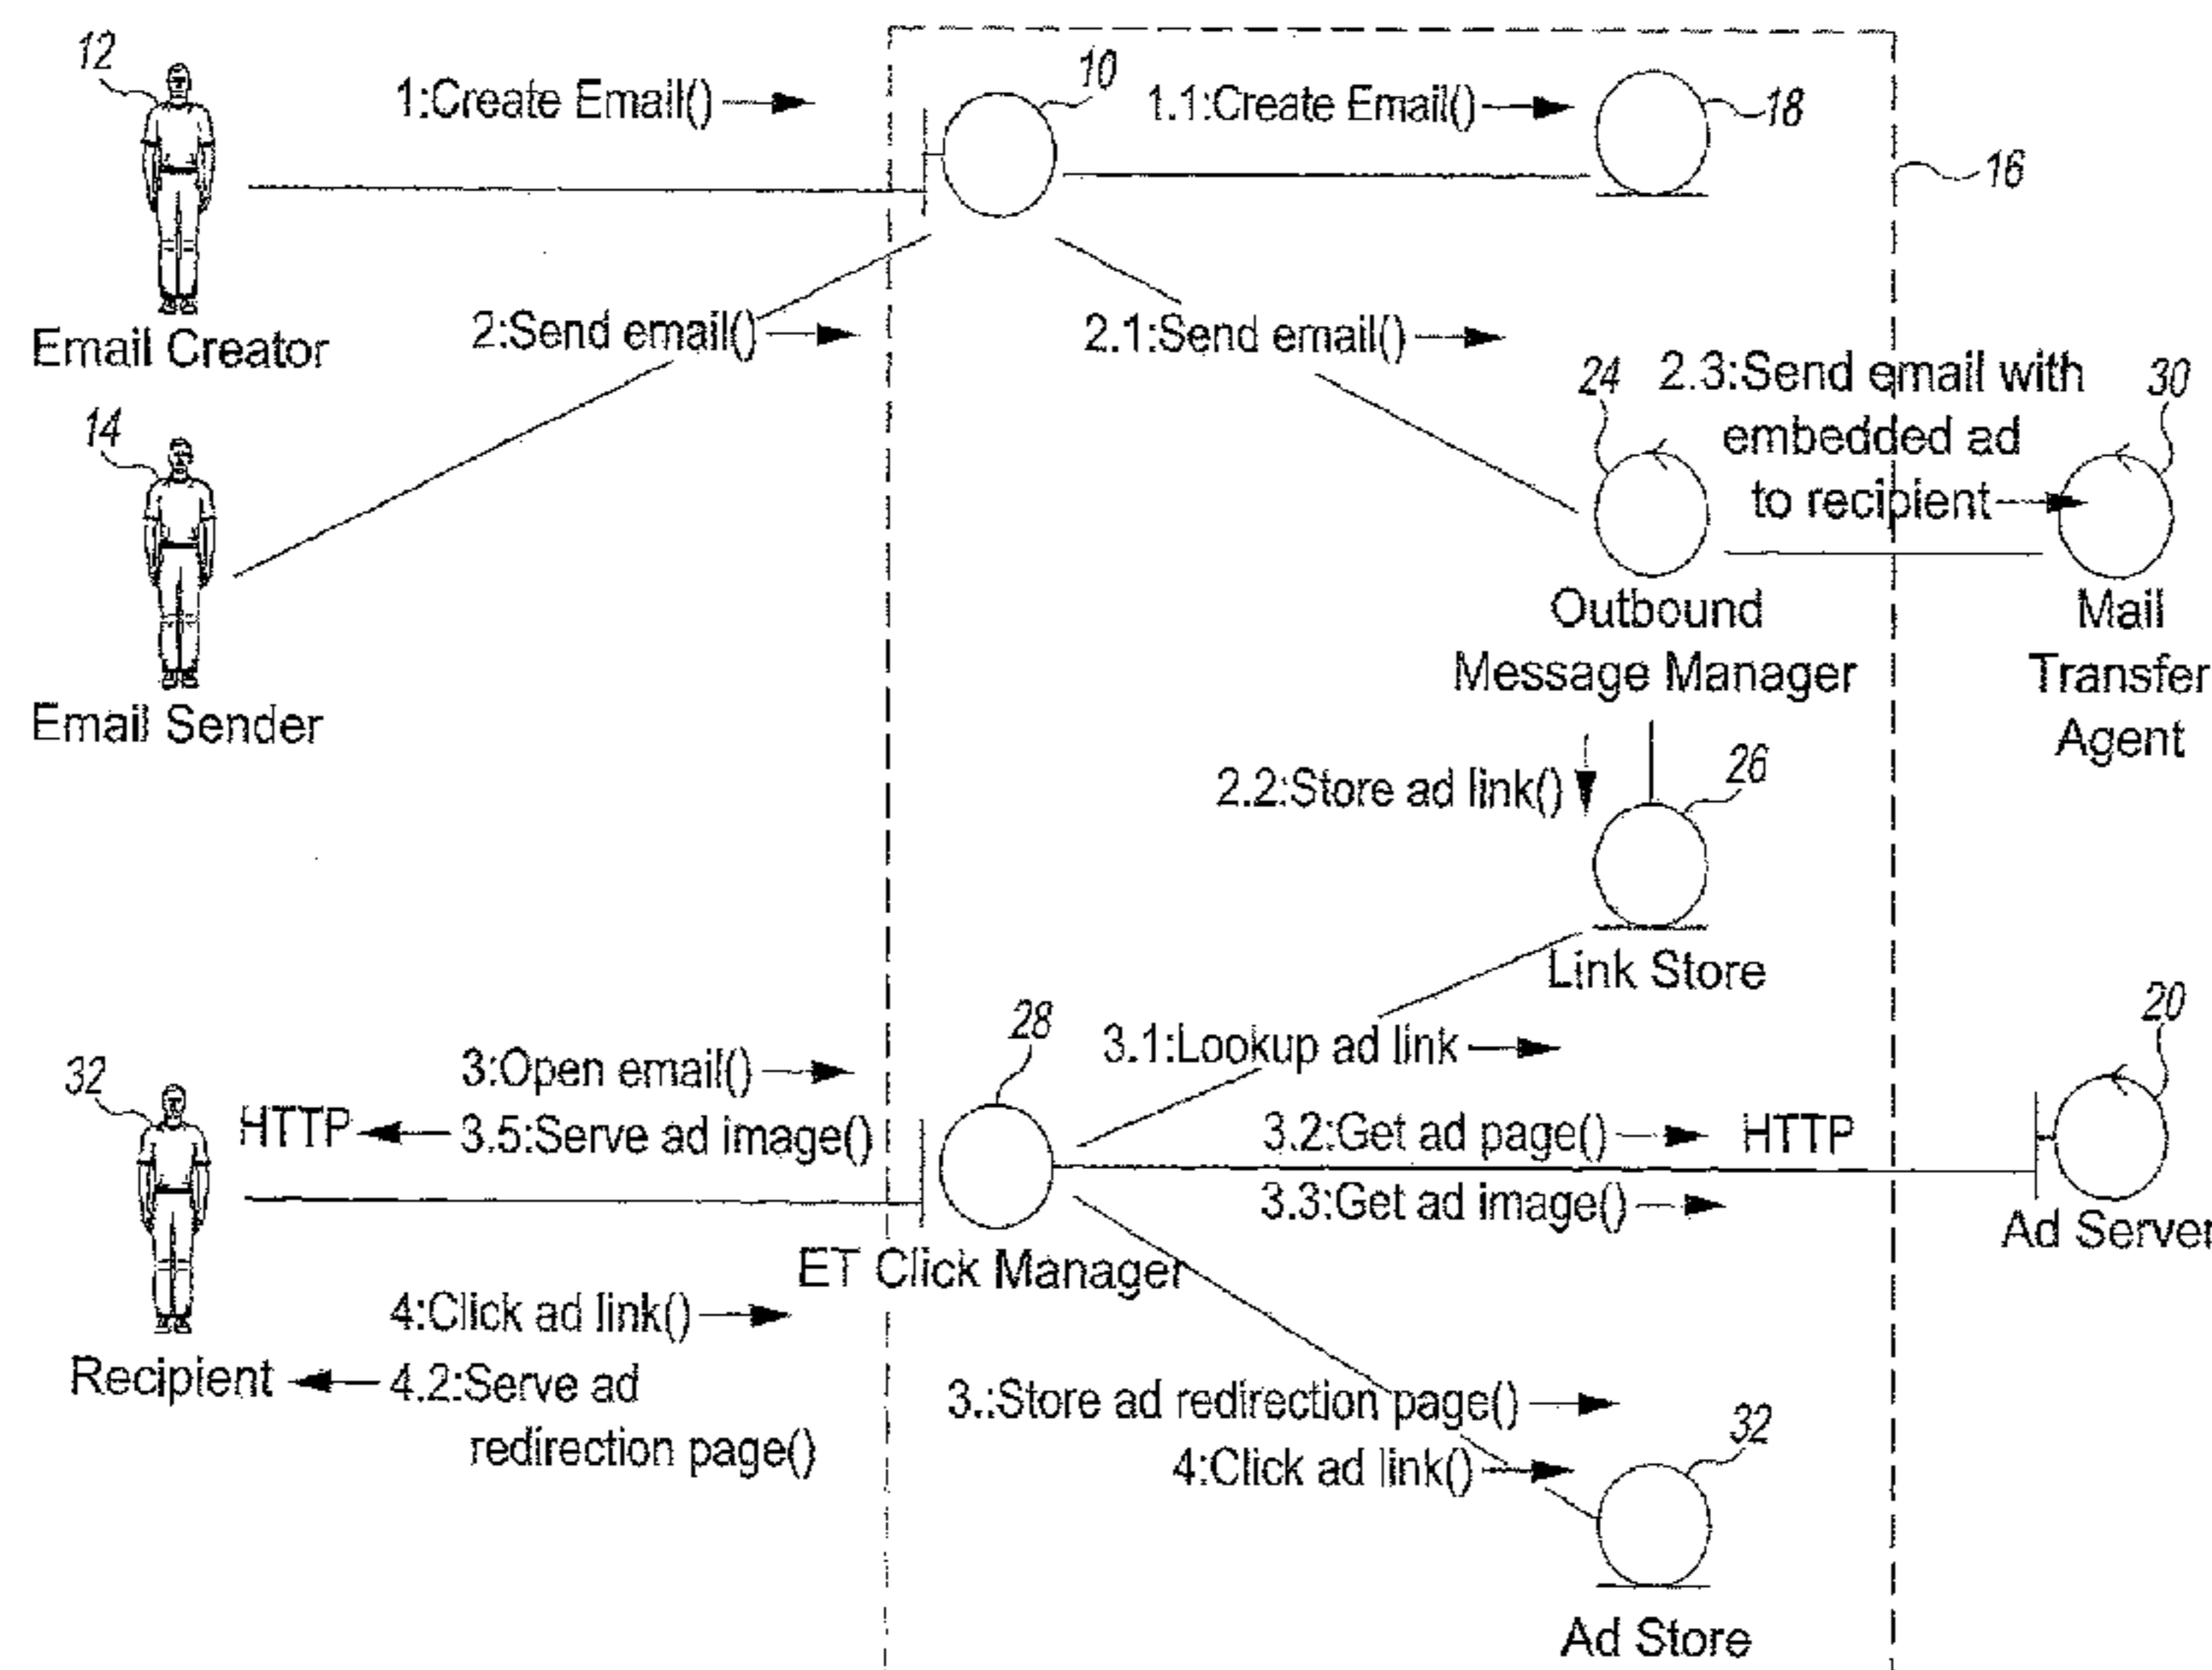 12
1:Create Email()
10
1.1:Create Email()
18
16
Email Creator
2:Send email()
2.1:Send email()
24
2.3:Send email with
embedded ad
to recipient
30
14
Email Sender
Outbound
Message Manager
Mail
Transfer
Agent
2.2:Store ad link()
26
Link Store
28
3.1:Lookup ad link
20
32
3:Open email()
HTTP
3.5:Serve ad image()
3.2:Get ad page()
HTTP
3.3:Get ad image()
Ad Server
ET Click Manager
4:Click ad link()
Recipient
4.2:Serve ad
redirection page()
3.:Store ad redirection page()
4:Click ad link()
32
Ad Store